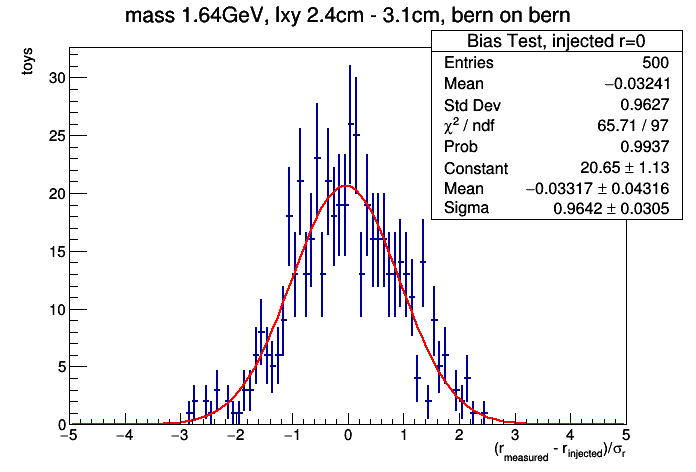 mass 1.64GeV, lxy 2.4cm - 3.1cm, bern on bern
toys
Bias Test, injected r=0
Entries 500
Mean −0.03241
Std Dev 0.9627
χ² / ndf 65.71 / 97
Prob 0.9937
Constant 20.65 ± 1.13
Mean −0.03317 ± 0.04316
Sigma 0.9642 ± 0.0305
30
25
20
15
10
5
0
−5 −4 −3 −2 −1 0 1 2 3 4 5
(r_measured - r_injected)/σ_r